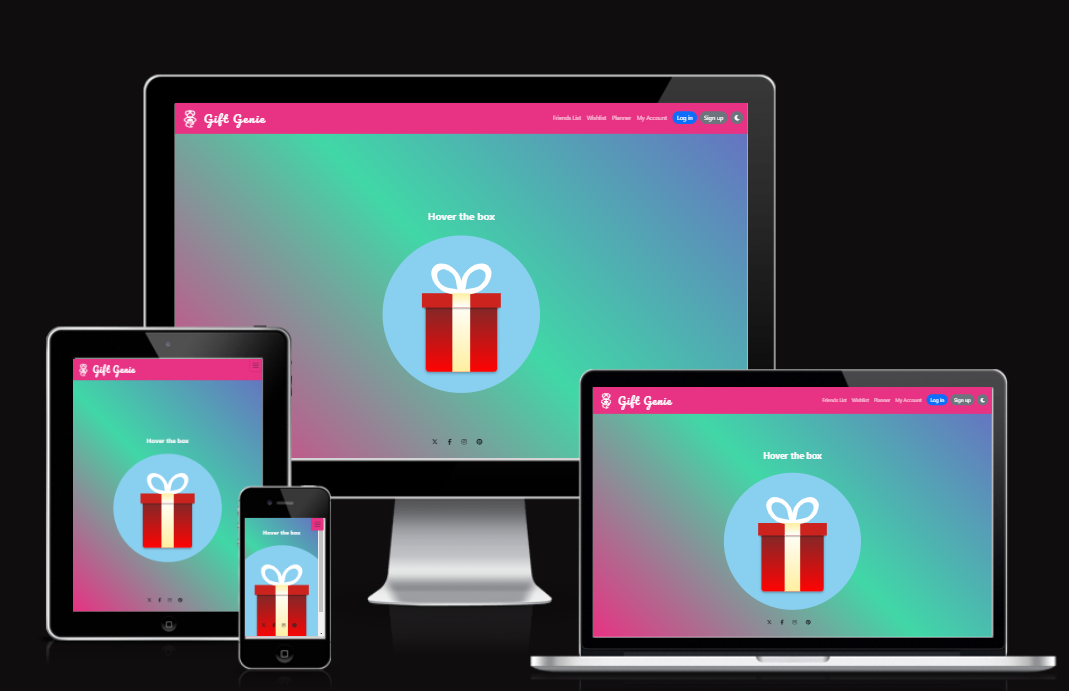 Gift Genie
Friends List Wishlist Planner My Account Log in Sign up
Hover the box
Gift Genie
Hover the box
Hover the box
Gift Genie
Friends List Wishlist Planner My Account Log in Sign up
Hover the box